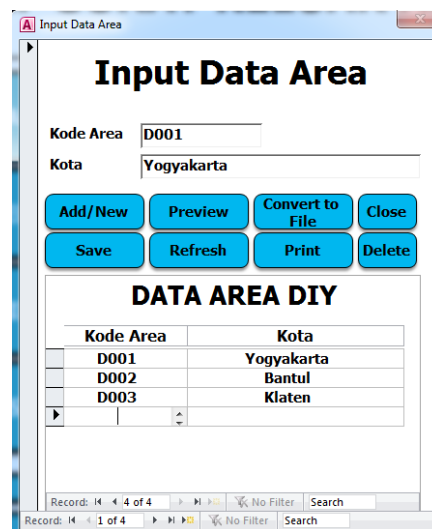 Input Data Area
Input Data Area
Kode Area D001
Kota Yogyakarta
Add/New Preview Convert to File Close
Save Refresh Print Delete
DATA AREA DIY
Kode Area Kota
D001 Yogyakarta
D002 Bantul
D003 Klaten
Record: 4 of 4 No Filter Search
Record: 1 of 4 No Filter Search